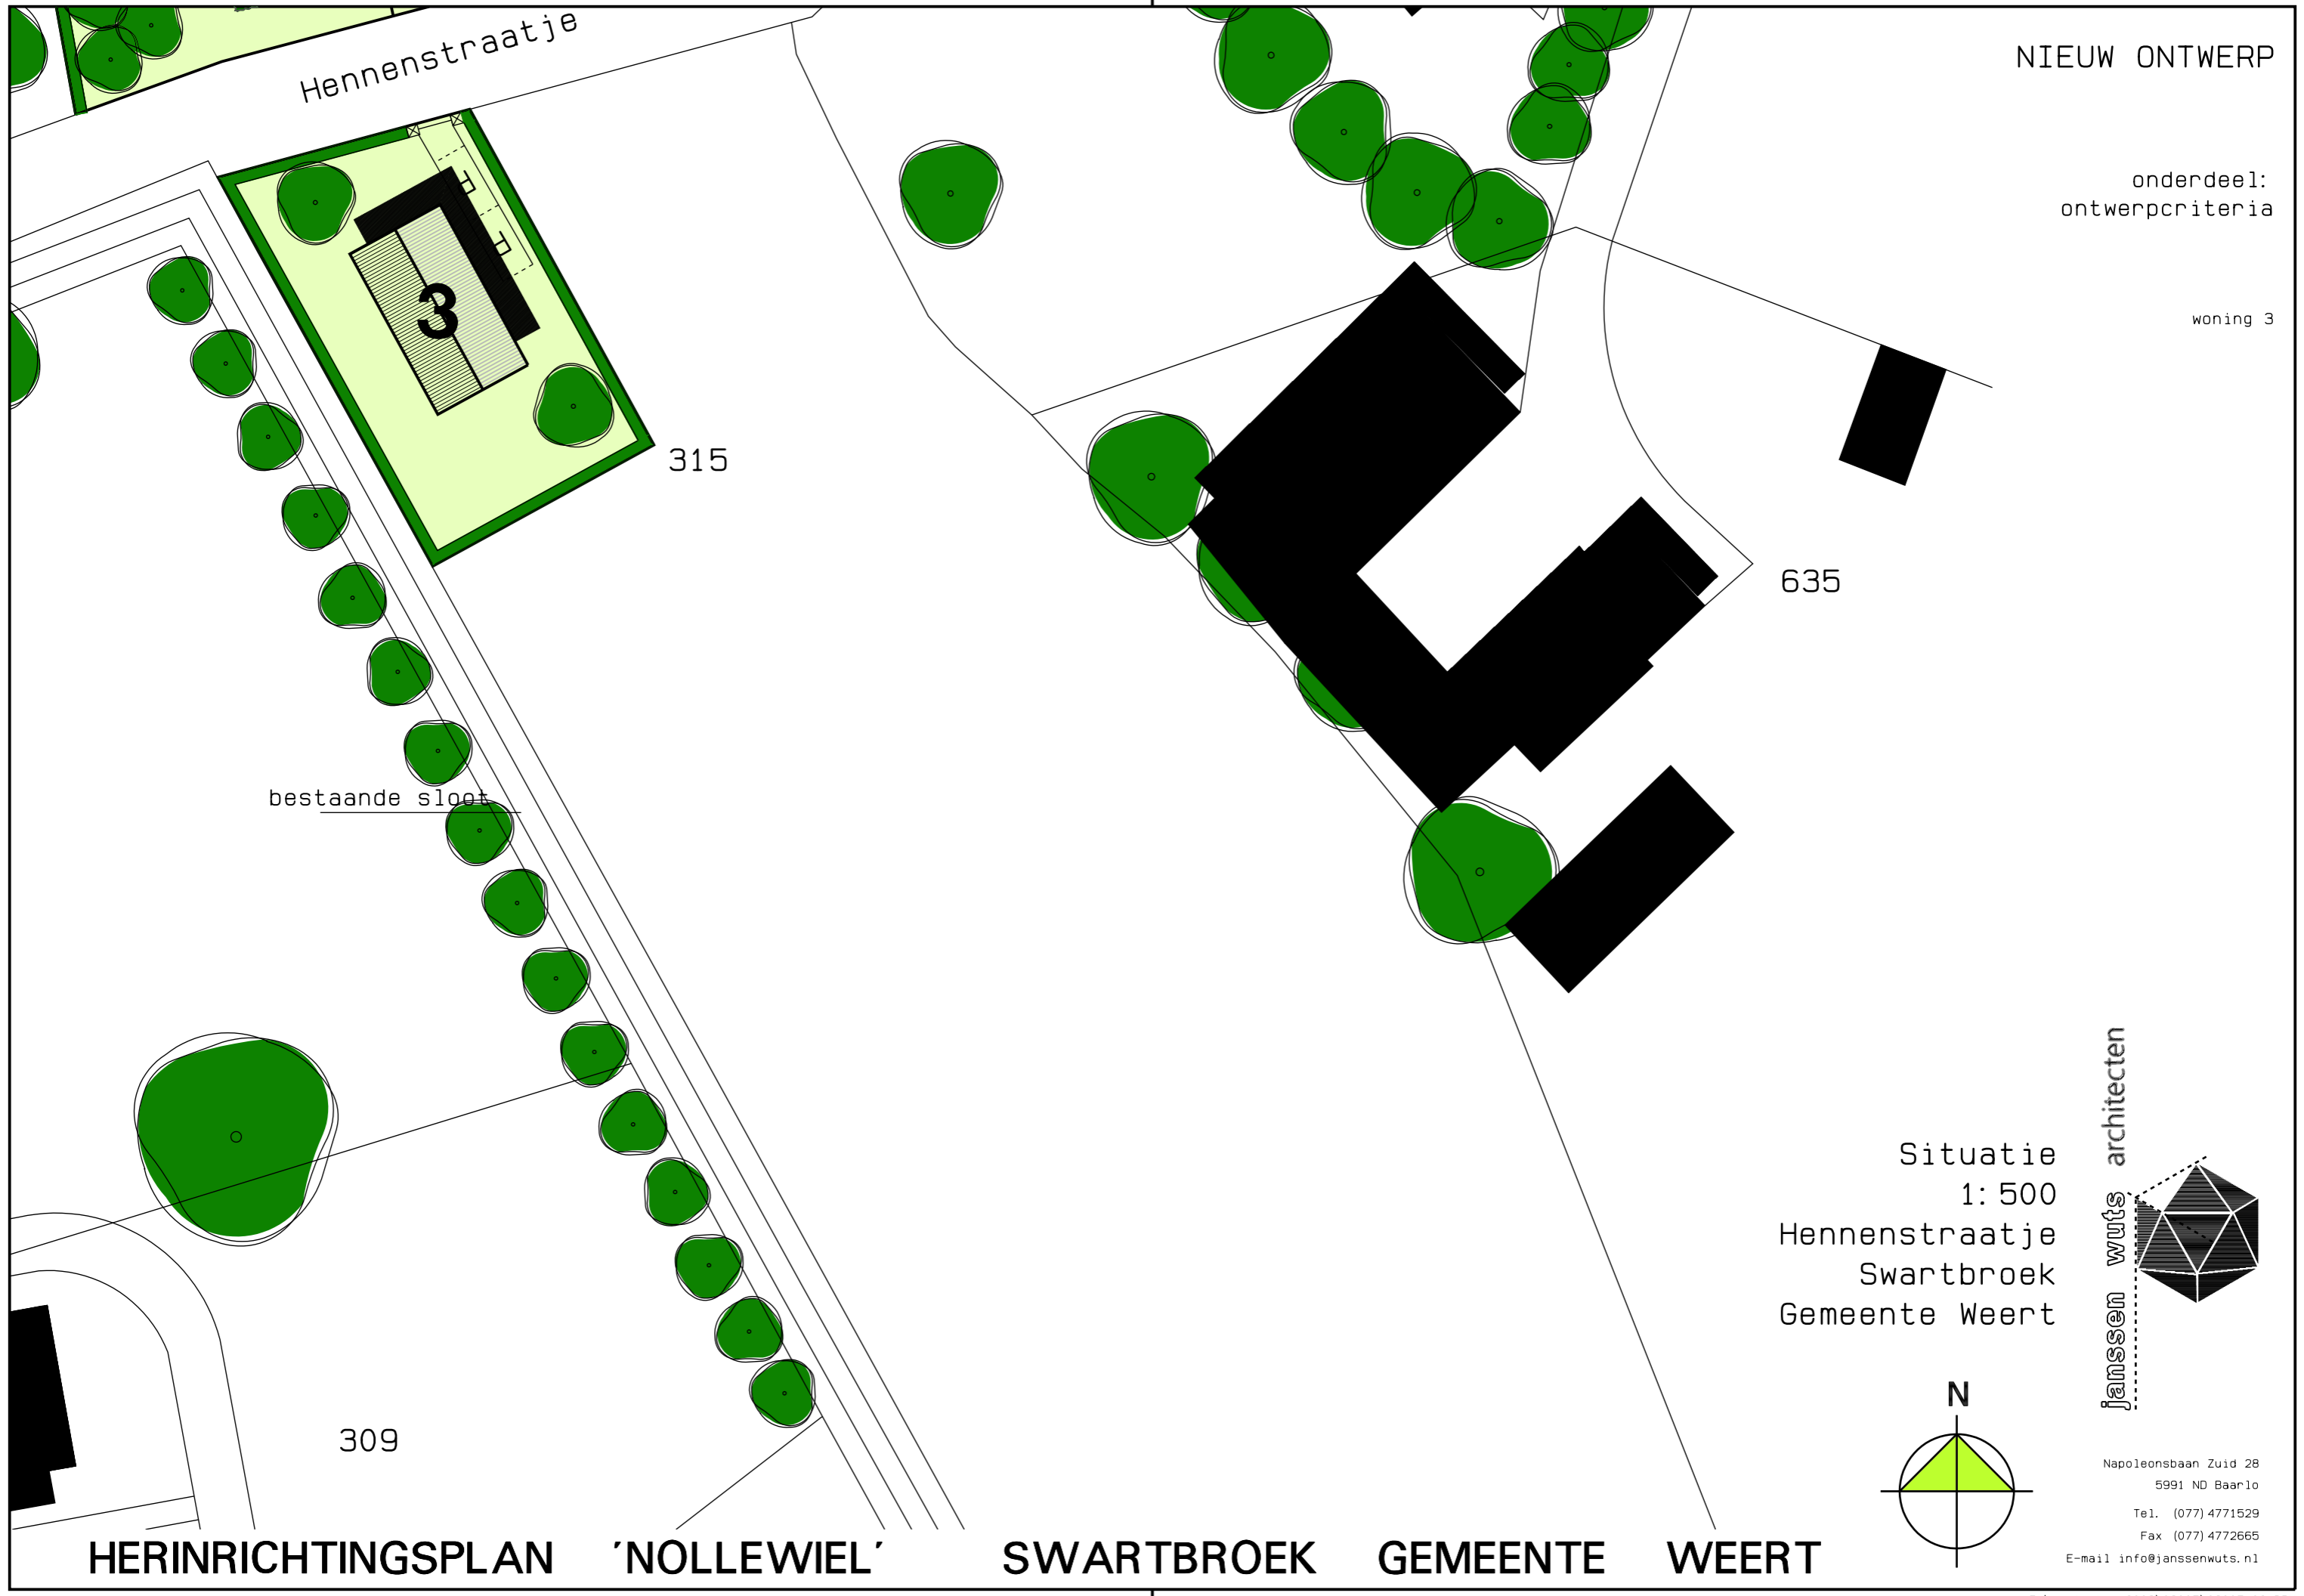 Hennenstraatje
NIEUW ONTWERP
onderdeel:
ontwerpcriteria
woning 3
3
315
635
bestaande sloot
309
Situatie
1: 500
Hennenstraatje
Swartbroek
Gemeente Weert
janssen wuts architecten
N
Napoleonsbaan Zuid 28
5991 ND Baarlo
Tel. (077) 4771529
Fax (077) 4772665
E-mail info@janssenwuts.nl
HERINRICHTINGSPLAN 'NOLLEWIEL' SWARTBROEK GEMEENTE WEERT